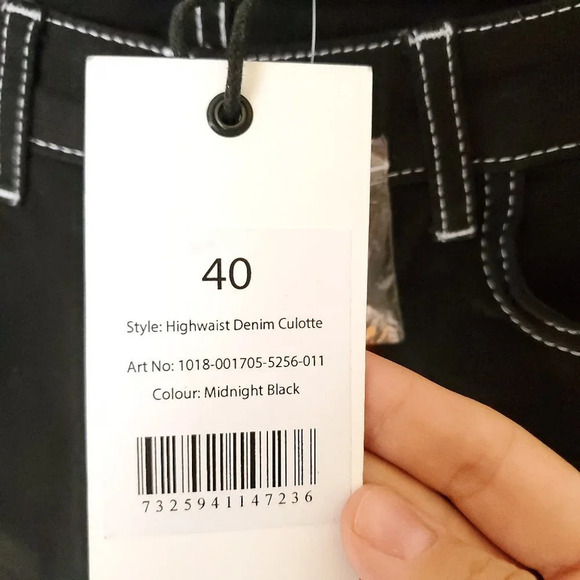 40
Style: Highwaist Denim Culotte
Art No: 1018-001705-5256-011
Colour: Midnight Black
7325941147236